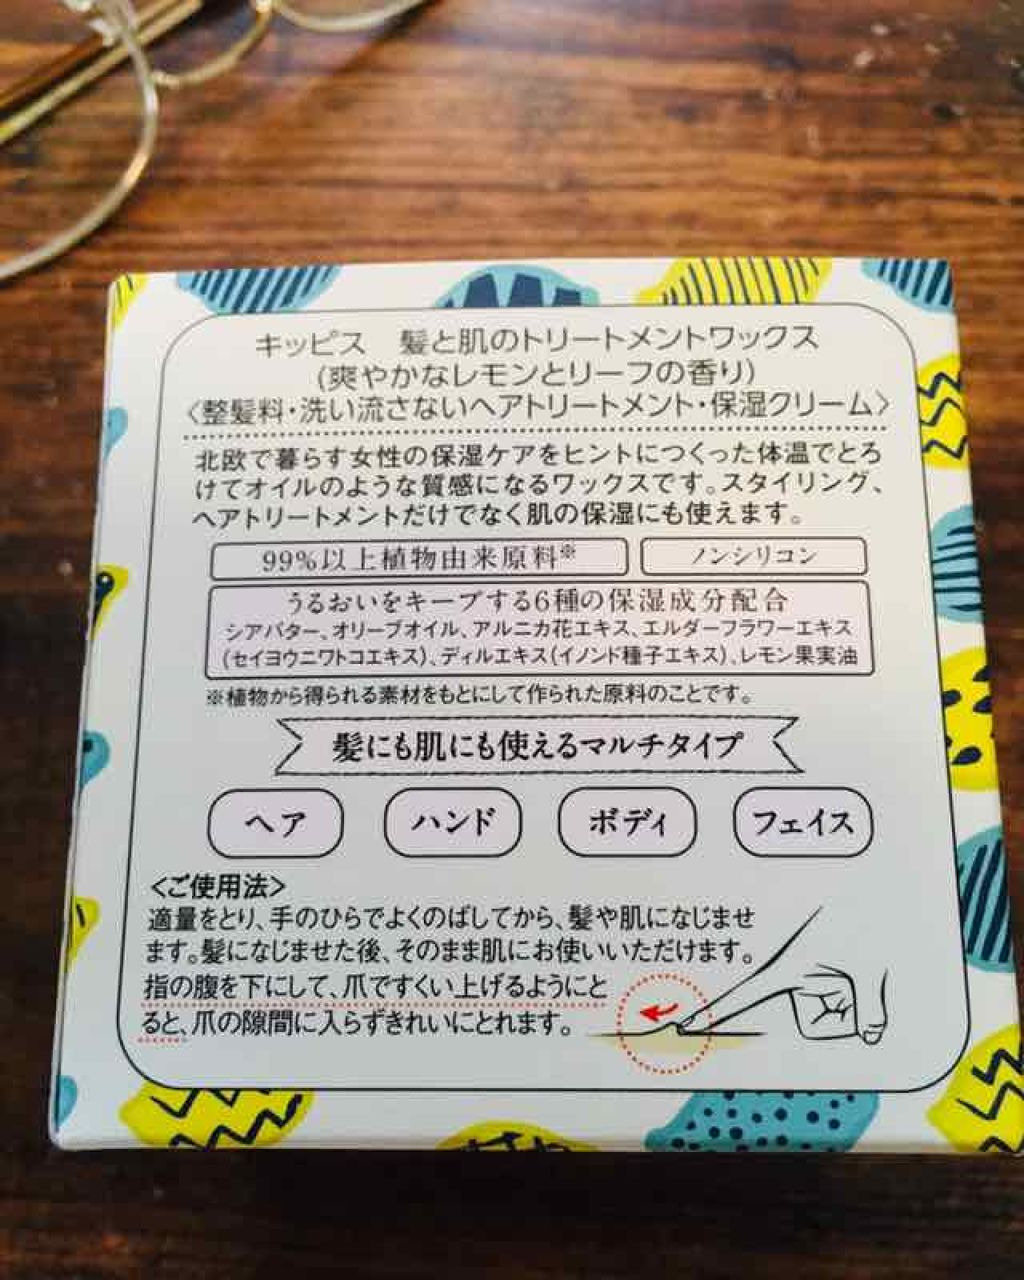 キッピス　髪と肌のトリートメントワックス
(爽やかなレモンとリーフの香り)
〈整髪料・洗い流さないヘアトリートメント・保湿クリーム〉
北欧で暮らす女性の保湿ケアをヒントにつくった体温でとろ
けてオイルのような質感になるワックスです。スタイリング、
ヘアトリートメントだけでなく肌の保湿にも使えます。
99%以上植物由来原料※　ノンシリコン
うるおいをキープする6種の保湿成分配合
シアバター、オリーブオイル、アルニカ花エキス、エルダーフラワーエキス
(セイヨウニワトコエキス)、ディルエキス(イノンド種子エキス)、レモン果実油
※植物から得られる素材をもとにして作られた原料のことです。
髪にも肌にも使えるマルチタイプ
ヘア　ハンド　ボディ　フェイス
〈ご使用法〉
適量をとり、手のひらでよくのばしてから、髪や肌になじませ
ます。髪になじませた後、そのまま肌にお使いいただけます。
指の腹を下にして、爪ですくい上げるようにと
ると、爪の隙間に入らずきれいにとれます。